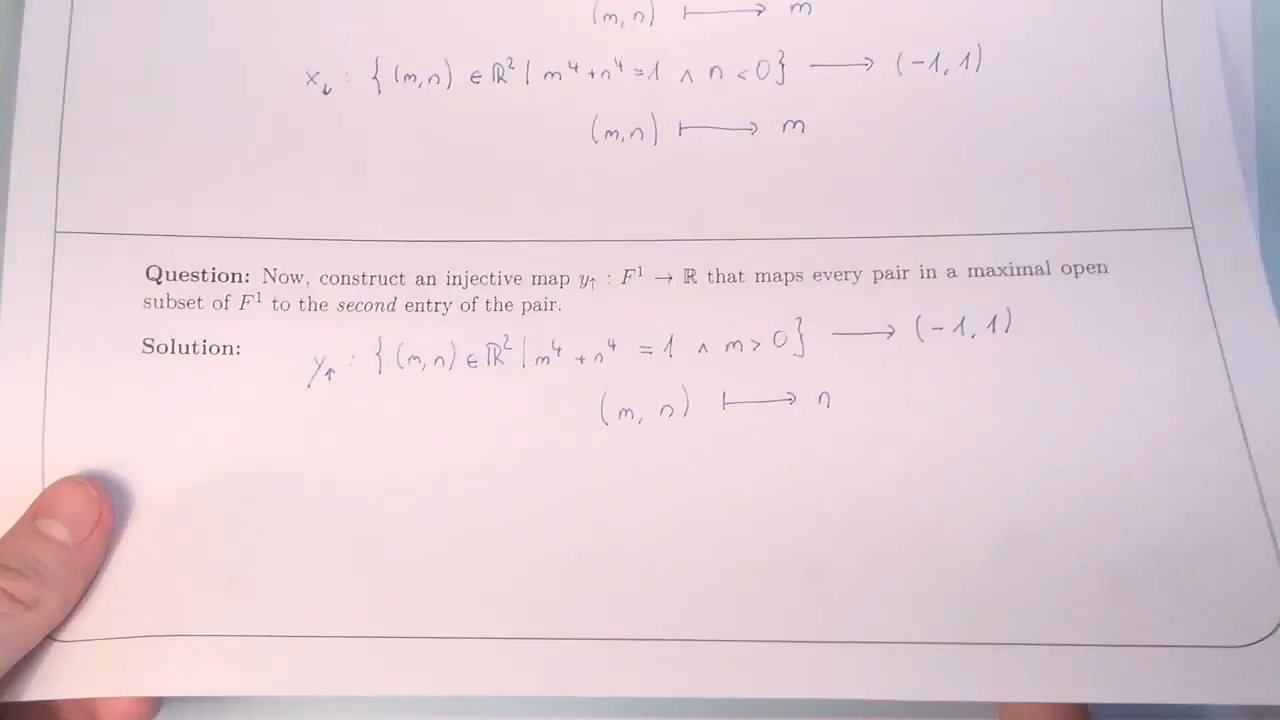 (m, n) ⟼ m
x↓ : {(m,n) ∈ ℝ² | m⁴ + n⁴ = 1 ∧ n < 0} ⟶ (-1, 1)
(m,n) ⟼ m
Question: Now, construct an injective map y↑ : F¹ → ℝ that maps every pair in a maximal open
subset of F¹ to the second entry of the pair.
Solution:
y↑ : {(m,n) ∈ ℝ² | m⁴ + n⁴ = 1 ∧ m > 0} ⟶ (-1, 1)
(m, n) ⟼ n